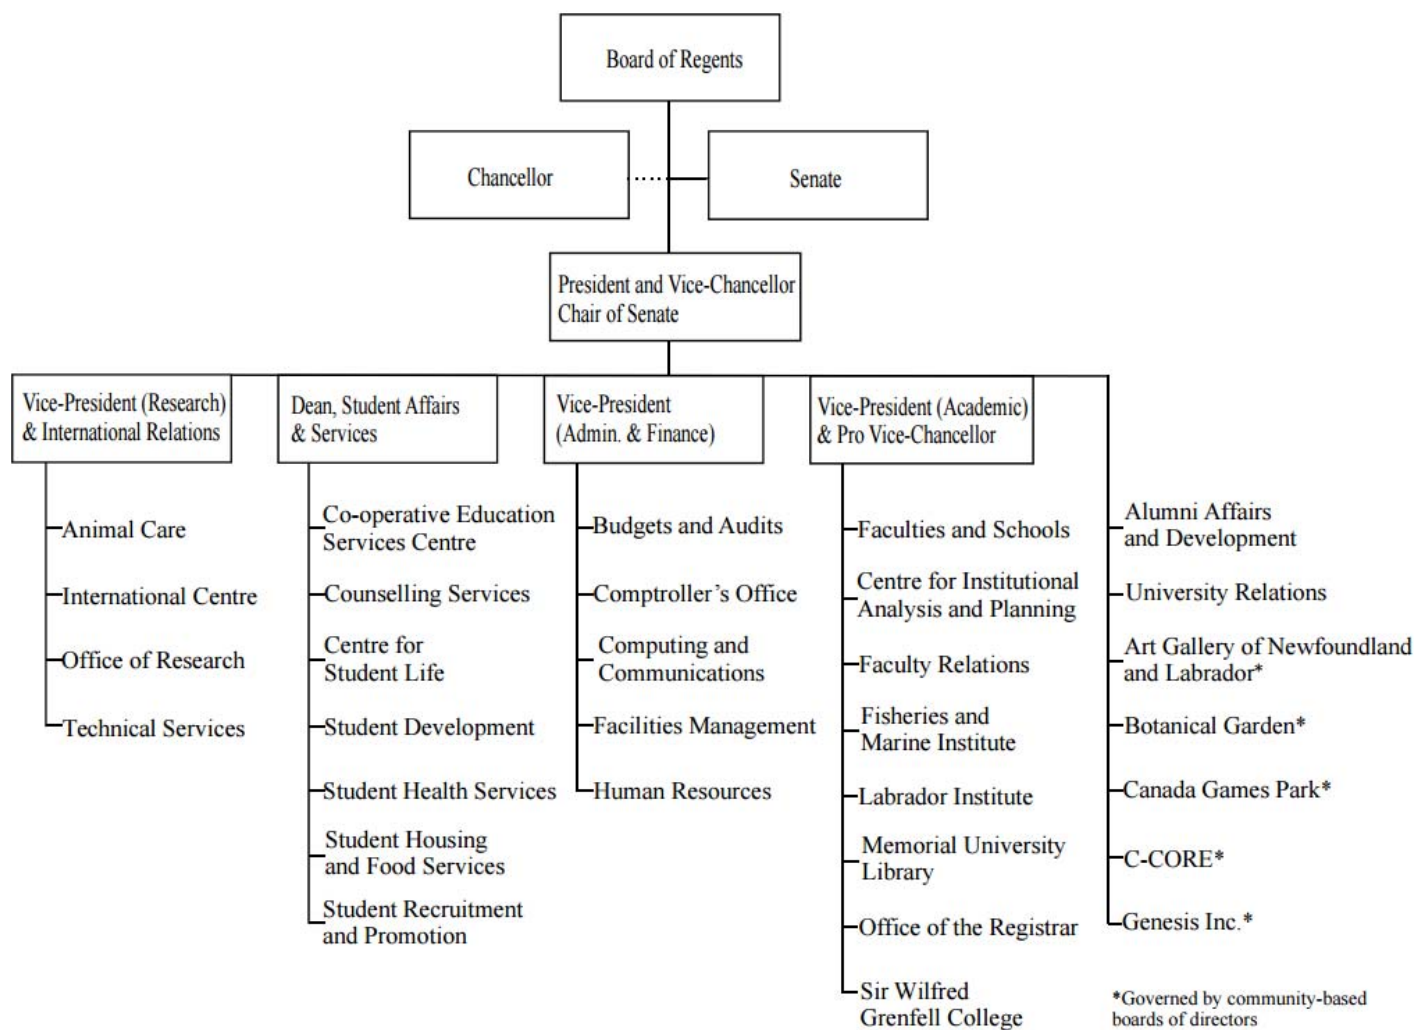 Board of Regents
Chancellor
Senate
President and Vice-Chancellor
Chair of Senate
Vice-President (Research)
& International Relations
Animal Care
International Centre
Office of Research
Technical Services
Dean, Student Affairs
& Services
Co-operative Education
Services Centre
Counselling Services
Centre for
Student Life
Student Development
Student Health Services
Student Housing
and Food Services
Student Recruitment
and Promotion
Vice-President
(Admin. & Finance)
Budgets and Audits
Comptroller's Office
Computing and
Communications
Facilities Management
Human Resources
Vice-President (Academic)
& Pro Vice-Chancellor
Faculties and Schools
Centre for Institutional
Analysis and Planning
Faculty Relations
Fisheries and
Marine Institute
Labrador Institute
Memorial University
Library
Office of the Registrar
Sir Wilfred
Grenfell College
Alumni Affairs
and Development
University Relations
Art Gallery of Newfoundland
and Labrador*
Botanical Garden*
Canada Games Park*
C-CORE*
Genesis Inc.*
*Governed by community-based
boards of directors